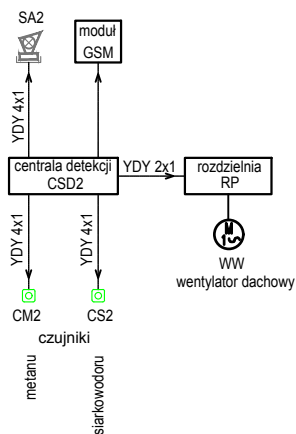 SA2
moduł
GSM
YDY 4x1
centrala detekcji
CSD2
YDY 2x1
rozdzielnia
RP
YDY 4x1
YDY 4x1
M
1
WW
wentylator dachowy
CM2
CS2
czujniki
metanu
siarkowodoru